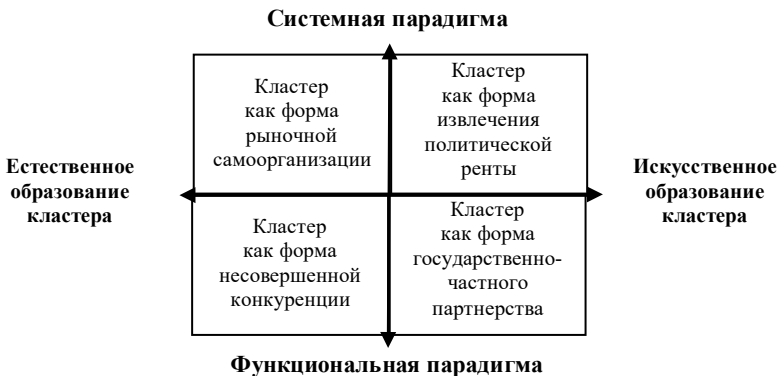 Системная парадигма
Кластер
как форма
рыночной
самоорганизации
Кластер
как форма
извлечения
политической
ренты
Естественное
образование
кластера
Искусственное
образование
кластера
Кластер
как форма
несовершенной
конкуренции
Кластер
как форма
государственно-
частного
партнерства
Функциональная парадигма